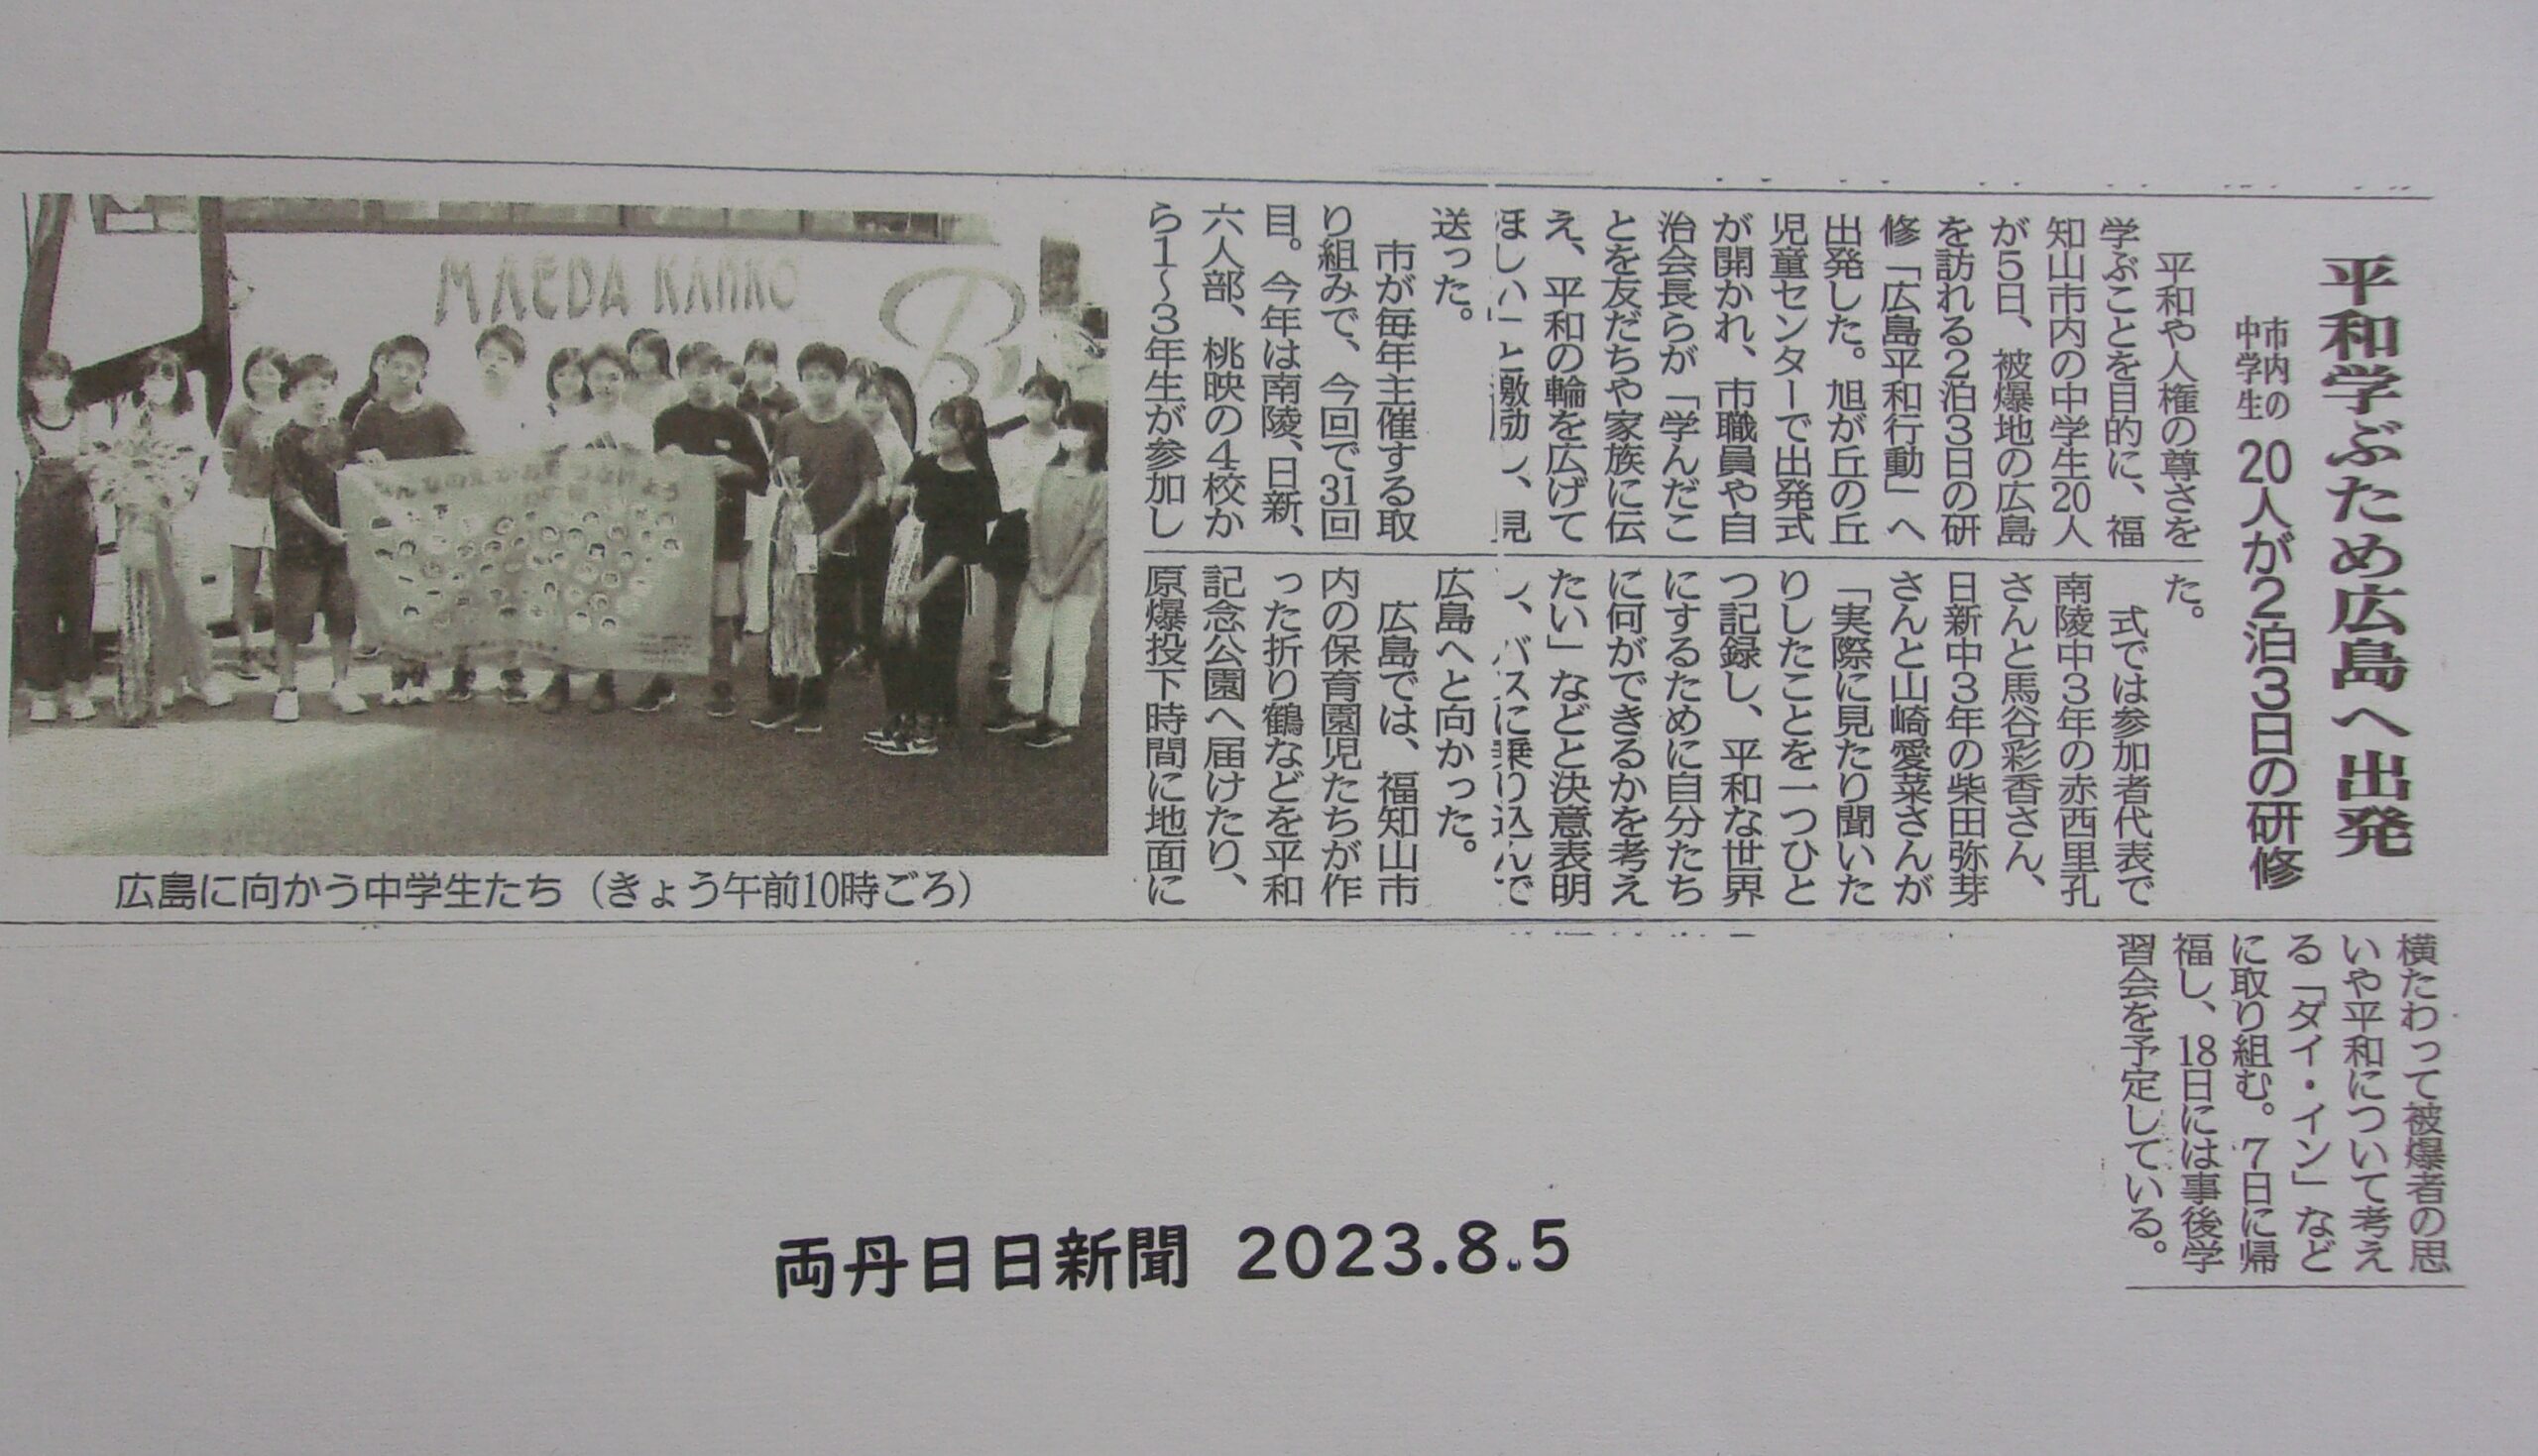 平和学ぶため広島へ出発
市内の
中学生
20人が2泊3日の研修
平和や人権の尊さを
学ぶことを目的に、福
知山市内の中学生20人
が5日、被爆地の広島
を訪れる2泊3日の研
修「広島平和行動」へ
出発した。旭が丘の丘
児童センターで出発式
が開かれ、市職員や自
治会長らが「学んだこ
とを友だちや家族に伝
え、平和の輪を広げて
ほしい」と激励し、見
送った。
市が毎年主催する取
り組みで、今回で31回
目。今年は南陵、日新、
六人部、桃映の4校か
ら1〜3年生が参加し
た。
式では参加者代表で
南陵中3年の赤西里孔
さんと馬谷彩香さん、
日新中3年の柴田弥芽
さんと山崎愛菜さんが
「実際に見たり聞いた
りしたことを一つひと
つ記録し、平和な世界
にするために自分たち
に何ができるかを考え
たい」などと決意表明
し、バスに乗り込んで
広島へと向かった。
広島では、福知山市
内の保育園児たちが作
った折り鶴などを平和
記念公園へ届けたり、
原爆投下時間に地面に
横たわって被爆者の思
いや平和について考え
る「ダイ・イン」など
に取り組む。7日に帰
福し、18日には事後学
習会を予定している。
MAEDA KANKO
広島に向かう中学生たち（きょう午前10時ごろ）
両丹日日新聞 2023.8.5